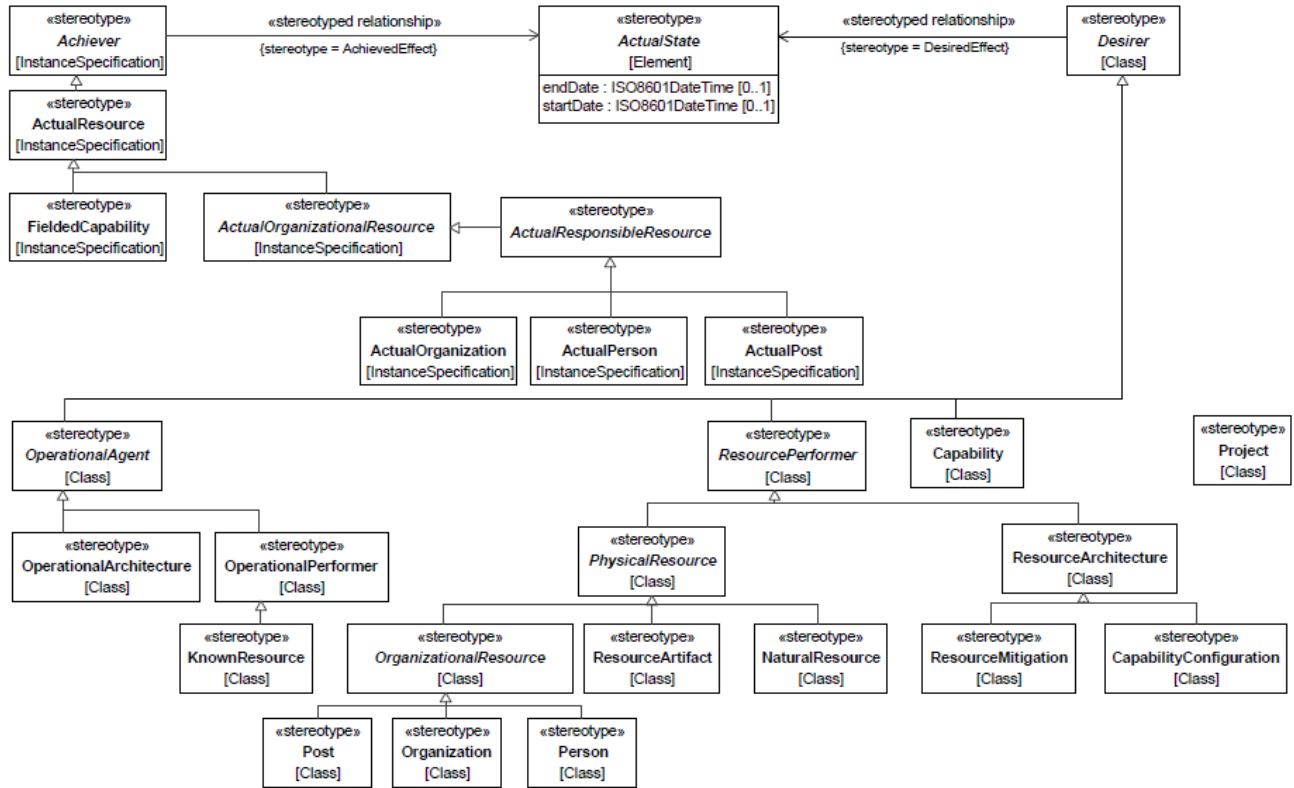 «stereotype»
Achiever
[InstanceSpecification]
«stereotyped relationship»
{stereotype = AchievedEffect}
«stereotype»
ActualState
[Element]
endDate : ISO8601DateTime [0..1]
startDate : ISO8601DateTime [0..1]
«stereotyped relationship»
{stereotype = DesiredEffect}
«stereotype»
Desirer
[Class]
«stereotype»
ActualResource
[InstanceSpecification]
«stereotype»
FieldedCapability
[InstanceSpecification]
«stereotype»
ActualOrganizationalResource
[InstanceSpecification]
«stereotype»
ActualResponsibleResource
«stereotype»
ActualOrganization
[InstanceSpecification]
«stereotype»
ActualPerson
[InstanceSpecification]
«stereotype»
ActualPost
[InstanceSpecification]
«stereotype»
OperationalAgent
[Class]
«stereotype»
ResourcePerformer
[Class]
«stereotype»
Capability
[Class]
«stereotype»
Project
[Class]
«stereotype»
OperationalArchitecture
[Class]
«stereotype»
OperationalPerformer
[Class]
«stereotype»
PhysicalResource
[Class]
«stereotype»
ResourceArchitecture
[Class]
«stereotype»
KnownResource
[Class]
«stereotype»
OrganizationalResource
[Class]
«stereotype»
ResourceArtifact
[Class]
«stereotype»
NaturalResource
[Class]
«stereotype»
ResourceMitigation
[Class]
«stereotype»
CapabilityConfiguration
[Class]
«stereotype»
Post
[Class]
«stereotype»
Organization
[Class]
«stereotype»
Person
[Class]